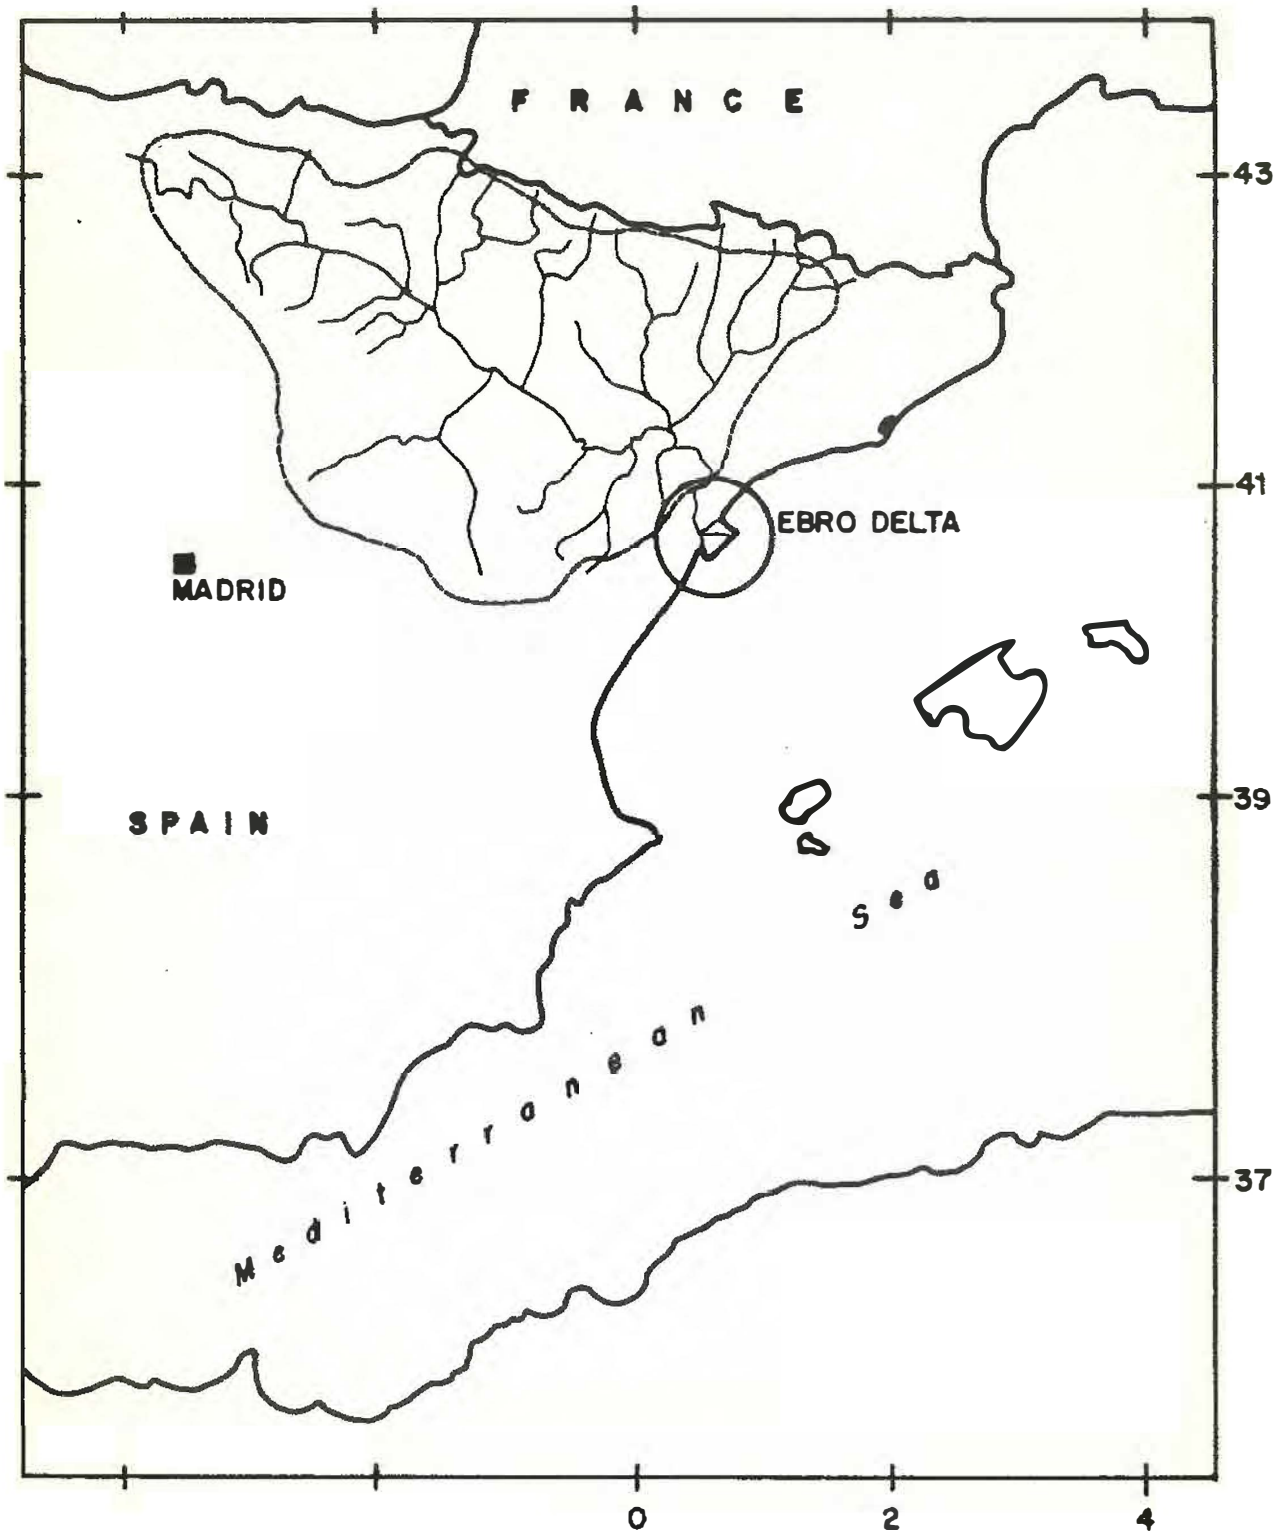 FRANCE
43
41
EBRO DELTA
MADRID
39
SPAIN
Mediterranean Sea
37
0 2 4